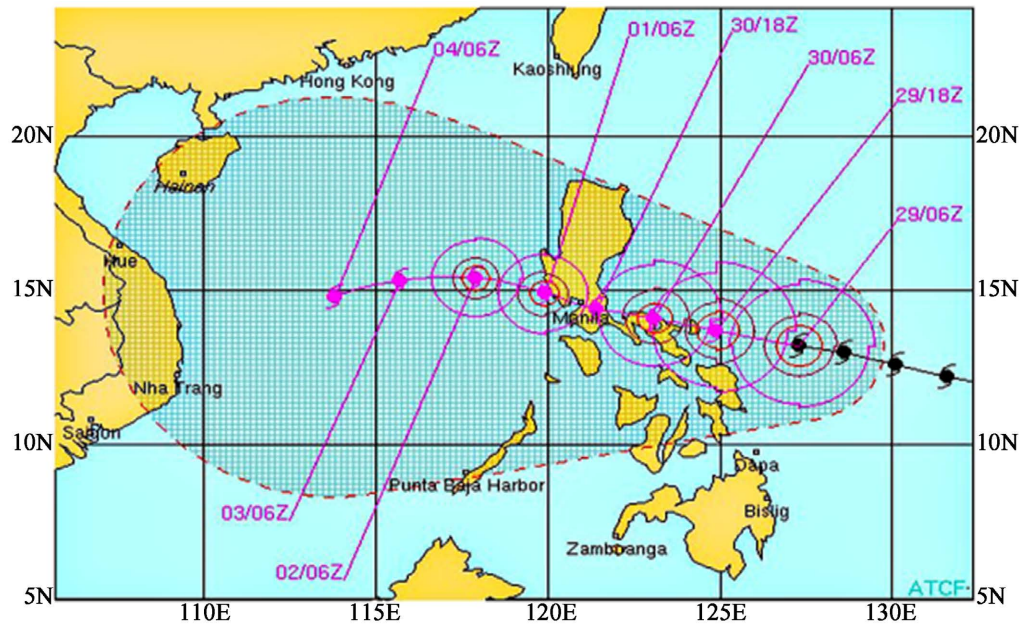 01/06Z
30/18Z
04/06Z
30/06Z
Kaoshiung
Hong Kong
29/18Z
20N
20N
Hainan
29/06Z
Hue
15N
15N
Manila
Nha Trang
Saigon
10N
10N
Dapa
Punta Baja Harbor
03/06Z
Bislig
Zamboanga
02/06Z
ATCF
5N
5N
110E
115E
120E
125E
130E